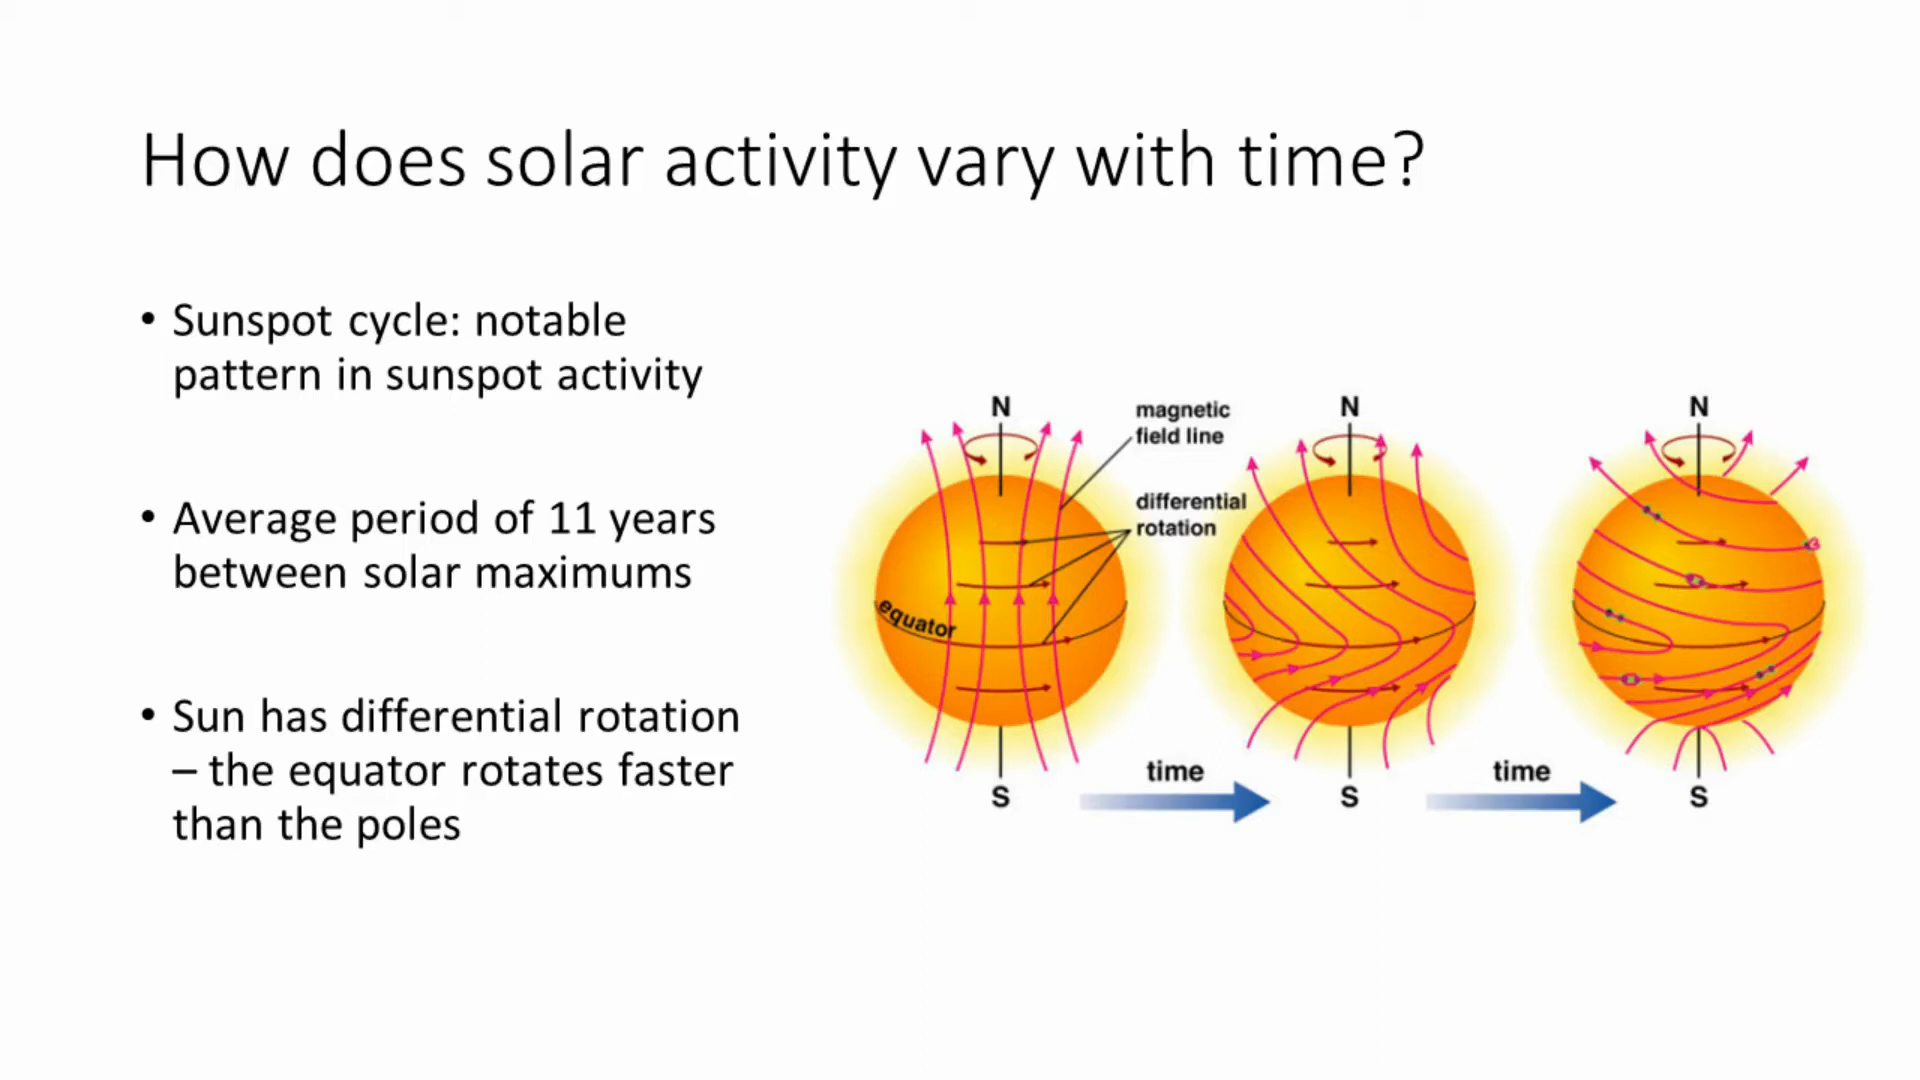 How does solar activity vary with time?
• Sunspot cycle: notable
pattern in sunspot activity
• Average period of 11 years
between solar maximums
• Sun has differential rotation
– the equator rotates faster
than the poles
N
magnetic
field line
differential
rotation
equator
S
time
N
S
time
N
S